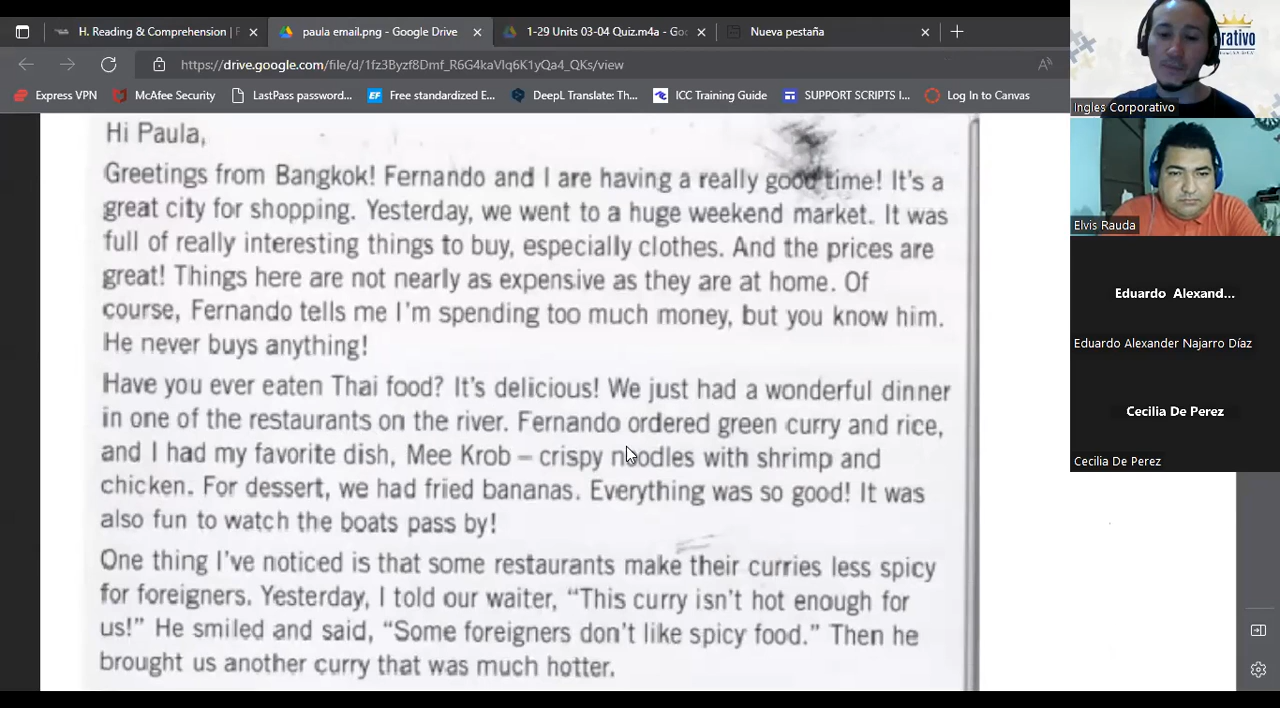 H. Reading & Comprehension | F
paula email.png - Google Drive
1-29 Units 03-04 Quiz.m4a - Goo
Nueva pestaña
https://drive.google.com/file/d/1fz3Byzf8Dmf_R6G4kaVlq6K1yQe4_QKs/view
Express VPN
McAfee Security
LastPass password...
EF
Free standardized E...
DeepL Translate: Th...
ICC Training Guide
SUPPORT SCRIPTS I...
Log In to Canvas
Hi Paula,
Greetings from Bangkok! Fernando and I are having a really good time! It's a
great city for shopping. Yesterday, we went to a huge weekend market. It was
full of really interesting things to buy, especially clothes. And the prices are
great! Things here are not nearly as expensive as they are at home. Of
course, Fernando tells me I'm spending too much money, but you know him.
He never buys anything!
Have you ever eaten Thai food? It's delicious! We just had a wonderful dinner
in one of the restaurants on the river. Fernando ordered green curry and rice,
and I had my favorite dish, Mee Krob – crispy noodles with shrimp and
chicken. For dessert, we had fried bananas. Everything was so good! It was
also fun to watch the boats pass by!
One thing I've noticed is that some restaurants make their curries less spicy
for foreigners. Yesterday, I told our waiter, “This curry isn't hot enough for
us!” He smiled and said, “Some foreigners don't like spicy food.” Then he
brought us another curry that was much hotter.
Ingles Corporativo
Elvis Rauda
Eduardo Alexand...
Eduardo Alexander Najarro Díaz
Cecilia De Perez
Cecilia De Perez